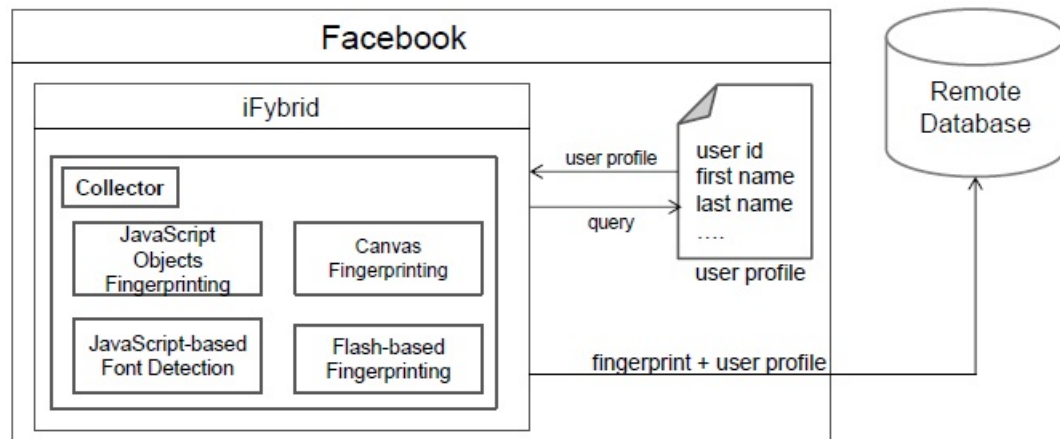 Facebook
iFybrid
Collector
JavaScript
Objects
Fingerprinting
Canvas
Fingerprinting
JavaScript-based
Font Detection
Flash-based
Fingerprinting
user profile
query
user id
first name
last name
....
user profile
fingerprint + user profile
Remote
Database